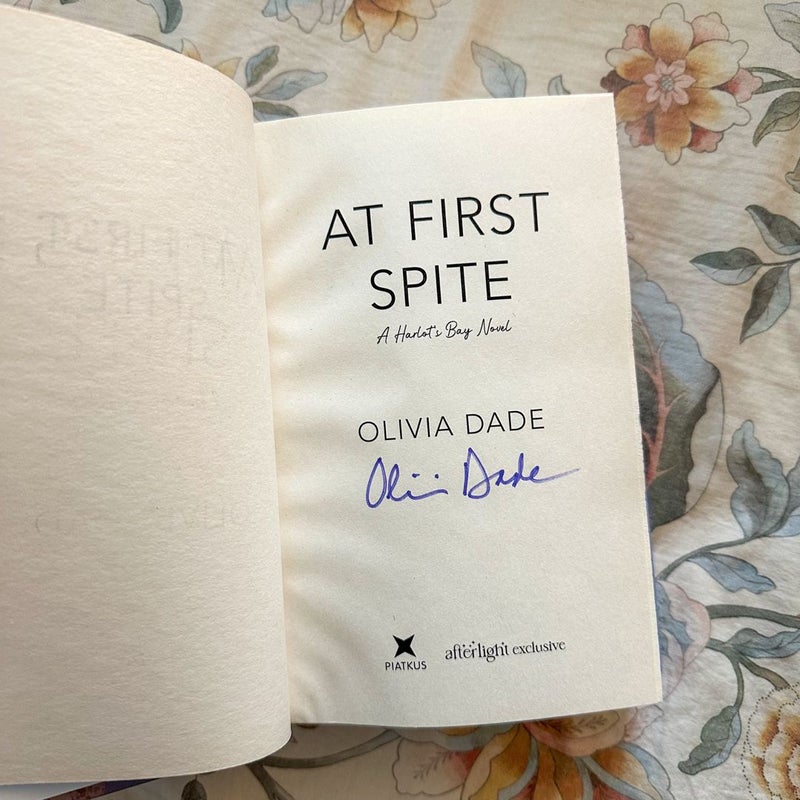 AT FIRST
SPITE
A Harlot's Bay Novel
OLIVIA DADE
Olivia Dade
PIATKUS
afterlight exclusive